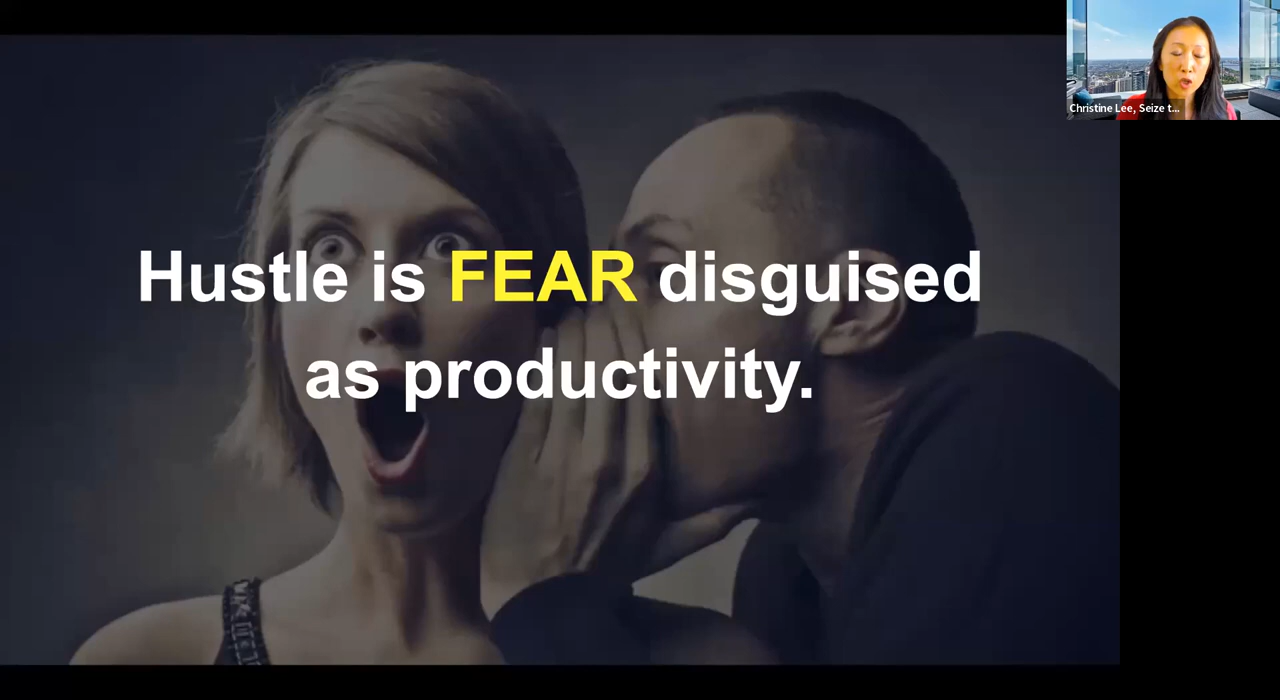 Hustle is FEAR disguised
as productivity.
Christine Lee, Seize t...